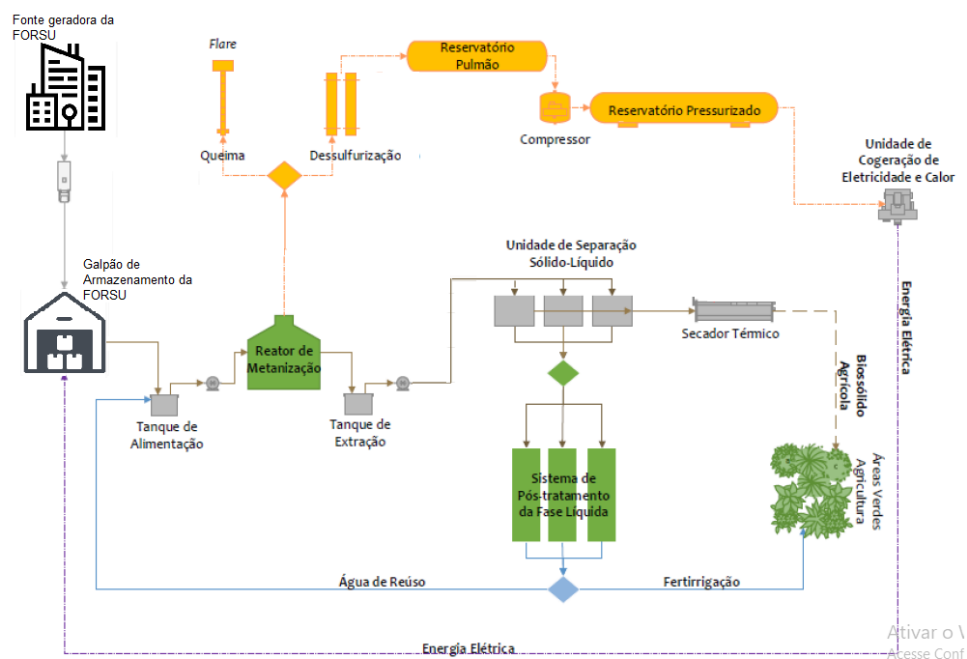 Fonte geradora da
FORSU
Flare
Reservatório
Pulmão
Queima
Dessulfurização
Compressor
Reservatório Pressurizado
Unidade de
Cogeração de
Eletricidade e Calor
Galpão de
Armazenamento da
FORSU
Unidade de Separação
Sólido-Líquido
Energia Elétrica
Reator de
Metanização
Secador Térmico
Biossólido
Agrícola
Tanque de
Alimentação
Tanque de
Extração
Sistema de
Pós-tratamento
da Fase Líquida
Áreas Verdes
Agricultura
Água de Reúso
Fertirrigação
Energia Elétrica
Ativar o
Acesse Conf